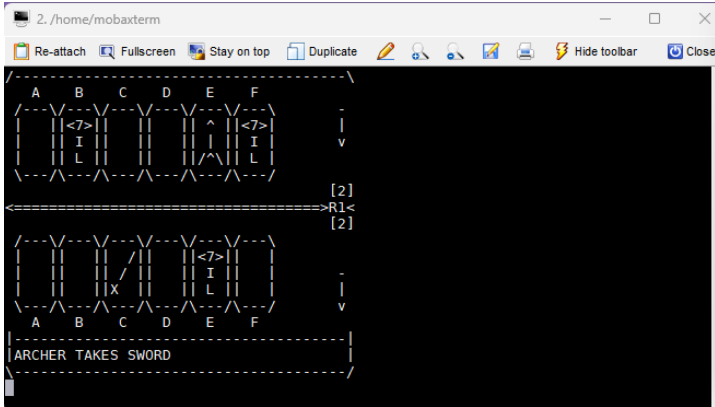 2. /home/mobaxterm
Re-attach Fullscreen Stay on top Duplicate Hide toolbar Close
/---------------------------------------\
A B C D E F
/---\/---\/---\/---\/---\/---\ -
| ||<7>|| || || ^ ||<7>| |
| || I || || || | || I | v
| || L || || ||/^\|| L |
\---/\---/\---/\---/\---/\---/
[2]
<====================================>R1<
[2]
/---\/---\/---\/---\/---\/---\
| || || /|| ||<7>|| |
| || || / || || I || | -
| || ||X || || L || | |
\---/\---/\---/\---/\---/\---/ v
A B C D E F
|---------------------------------------|
|ARCHER TAKES SWORD |
\---------------------------------------/